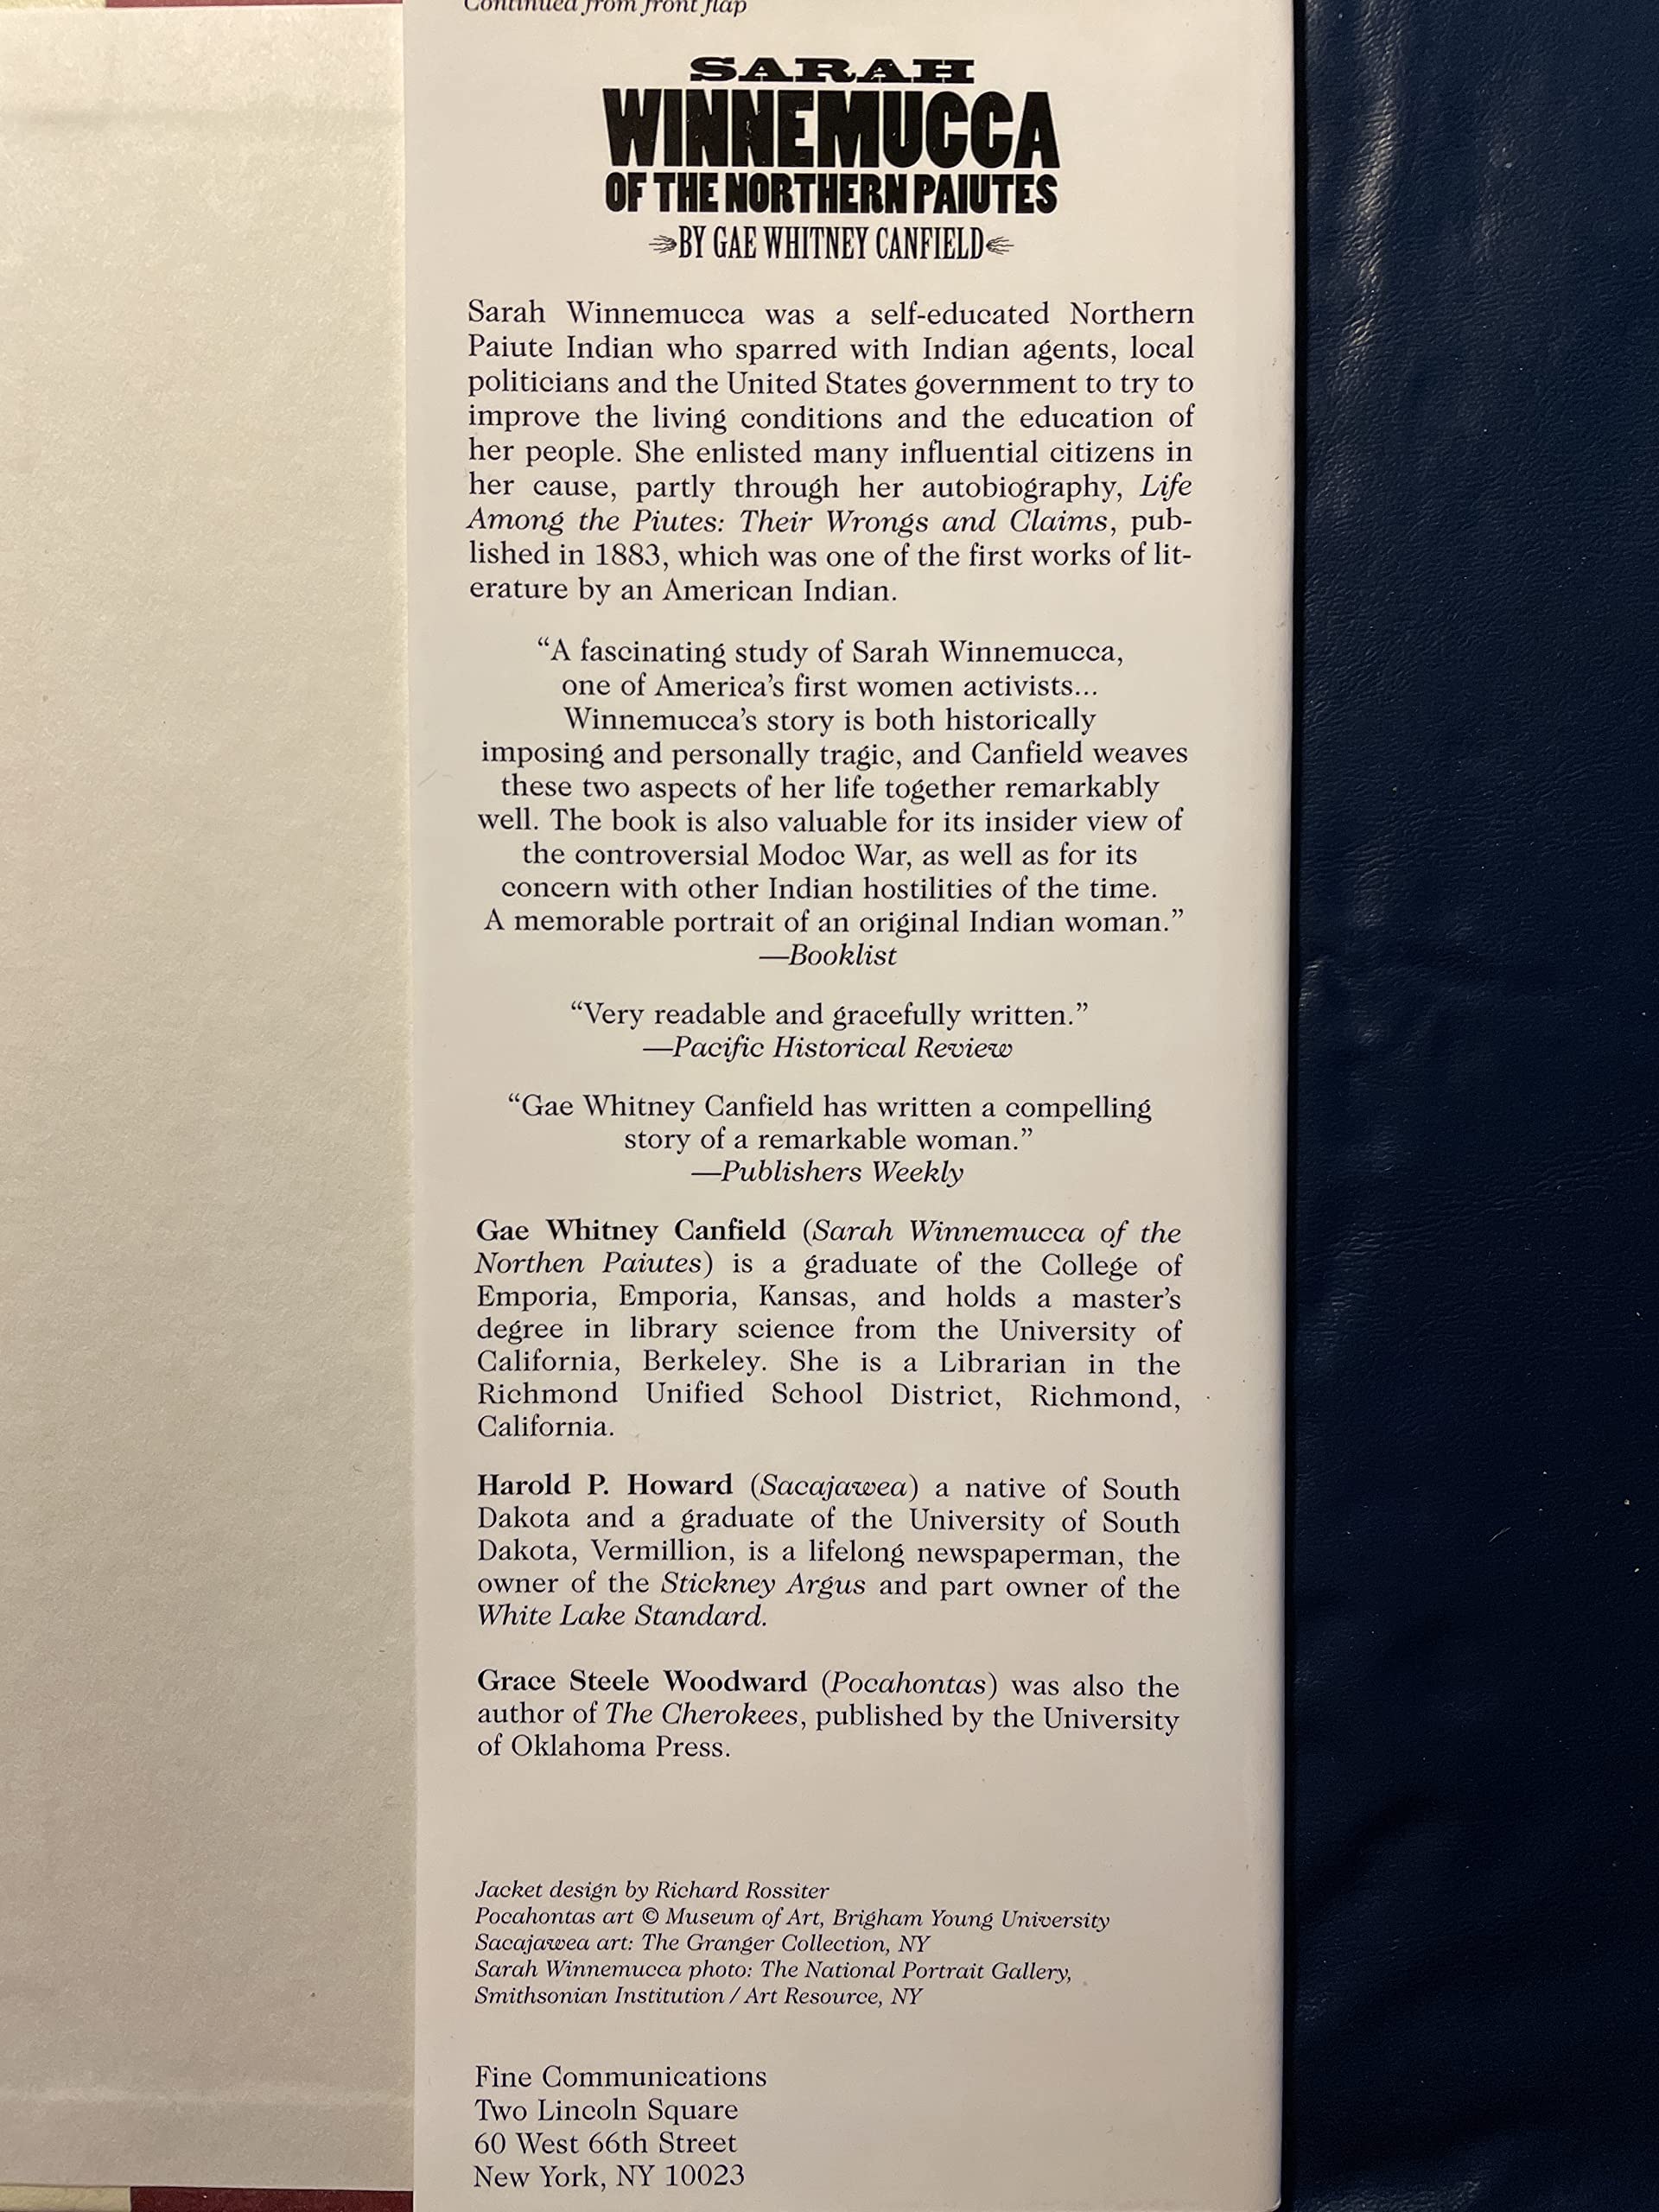 Continued from front flap
SARAH
WINNEMUCCA
OF THE NORTHERN PAIUTES
BY GAE WHITNEY CANFIELD
Sarah Winnemucca was a self-educated Northern
Paiute Indian who sparred with Indian agents, local
politicians and the United States government to try to
improve the living conditions and the education of
her people. She enlisted many influential citizens in
her cause, partly through her autobiography, Life
Among the Piutes: Their Wrongs and Claims, pub-
lished in 1883, which was one of the first works of lit-
erature by an American Indian.
“A fascinating study of Sarah Winnemucca,
one of America’s first women activists...
Winnemucca’s story is both historically
imposing and personally tragic, and Canfield weaves
these two aspects of her life together remarkably
well. The book is also valuable for its insider view of
the controversial Modoc War, as well as for its
concern with other Indian hostilities of the time.
A memorable portrait of an original Indian woman.”
—Booklist
“Very readable and gracefully written.”
—Pacific Historical Review
“Gae Whitney Canfield has written a compelling
story of a remarkable woman.”
—Publishers Weekly
Gae Whitney Canfield (Sarah Winnemucca of the
Northen Paiutes) is a graduate of the College of
Emporia, Emporia, Kansas, and holds a master’s
degree in library science from the University of
California, Berkeley. She is a Librarian in the
Richmond Unified School District, Richmond,
California.
Harold P. Howard (Sacajawea) a native of South
Dakota and a graduate of the University of South
Dakota, Vermillion, is a lifelong newspaperman, the
owner of the Stickney Argus and part owner of the
White Lake Standard.
Grace Steele Woodward (Pocahontas) was also the
author of The Cherokees, published by the University
of Oklahoma Press.
Jacket design by Richard Rossiter
Pocahontas art © Museum of Art, Brigham Young University
Sacajawea art: The Granger Collection, NY
Sarah Winnemucca photo: The National Portrait Gallery,
Smithsonian Institution / Art Resource, NY
Fine Communications
Two Lincoln Square
60 West 66th Street
New York, NY 10023